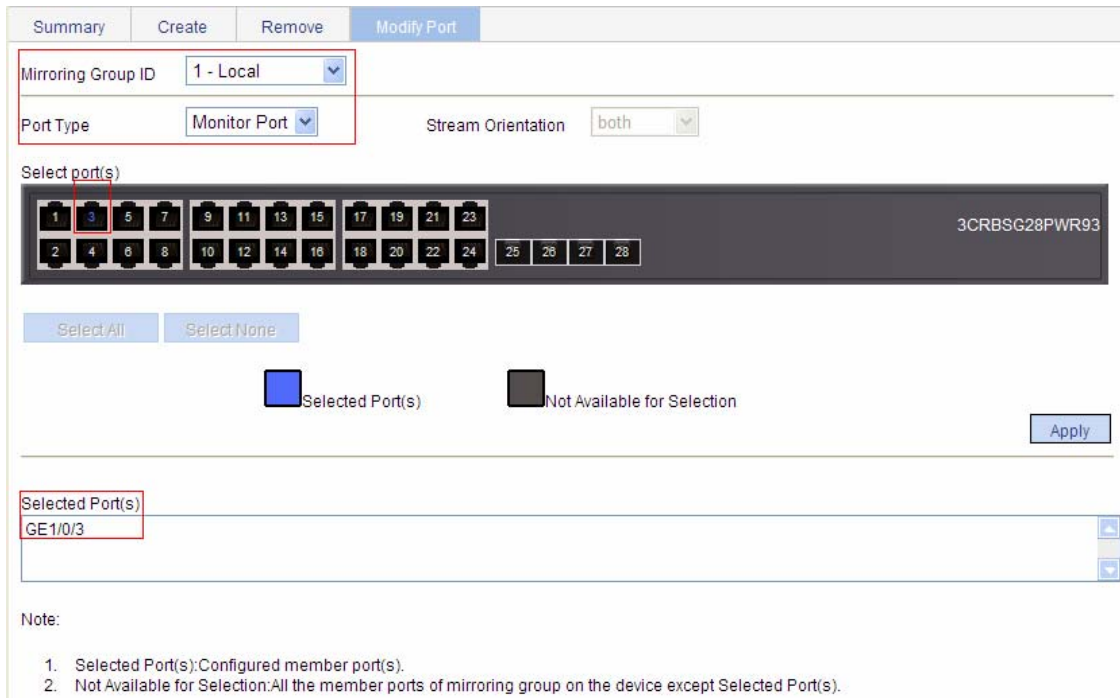 Summary Create Remove Modify Port
Mirroring Group ID 1 - Local
Port Type Monitor Port Stream Orientation both
Select port(s)
1 3 5 7 9 11 13 15 17 19 21 23
3CRBSG28PWR93
2 4 6 8 10 12 14 16 18 20 22 24 25 26 27 28
Select All Select None
Selected Port(s) Not Available for Selection
Apply
Selected Port(s)
GE1/0/3
Note:
1. Selected Port(s):Configured member port(s).
2. Not Available for Selection:All the member ports of mirroring group on the device except Selected Port(s).